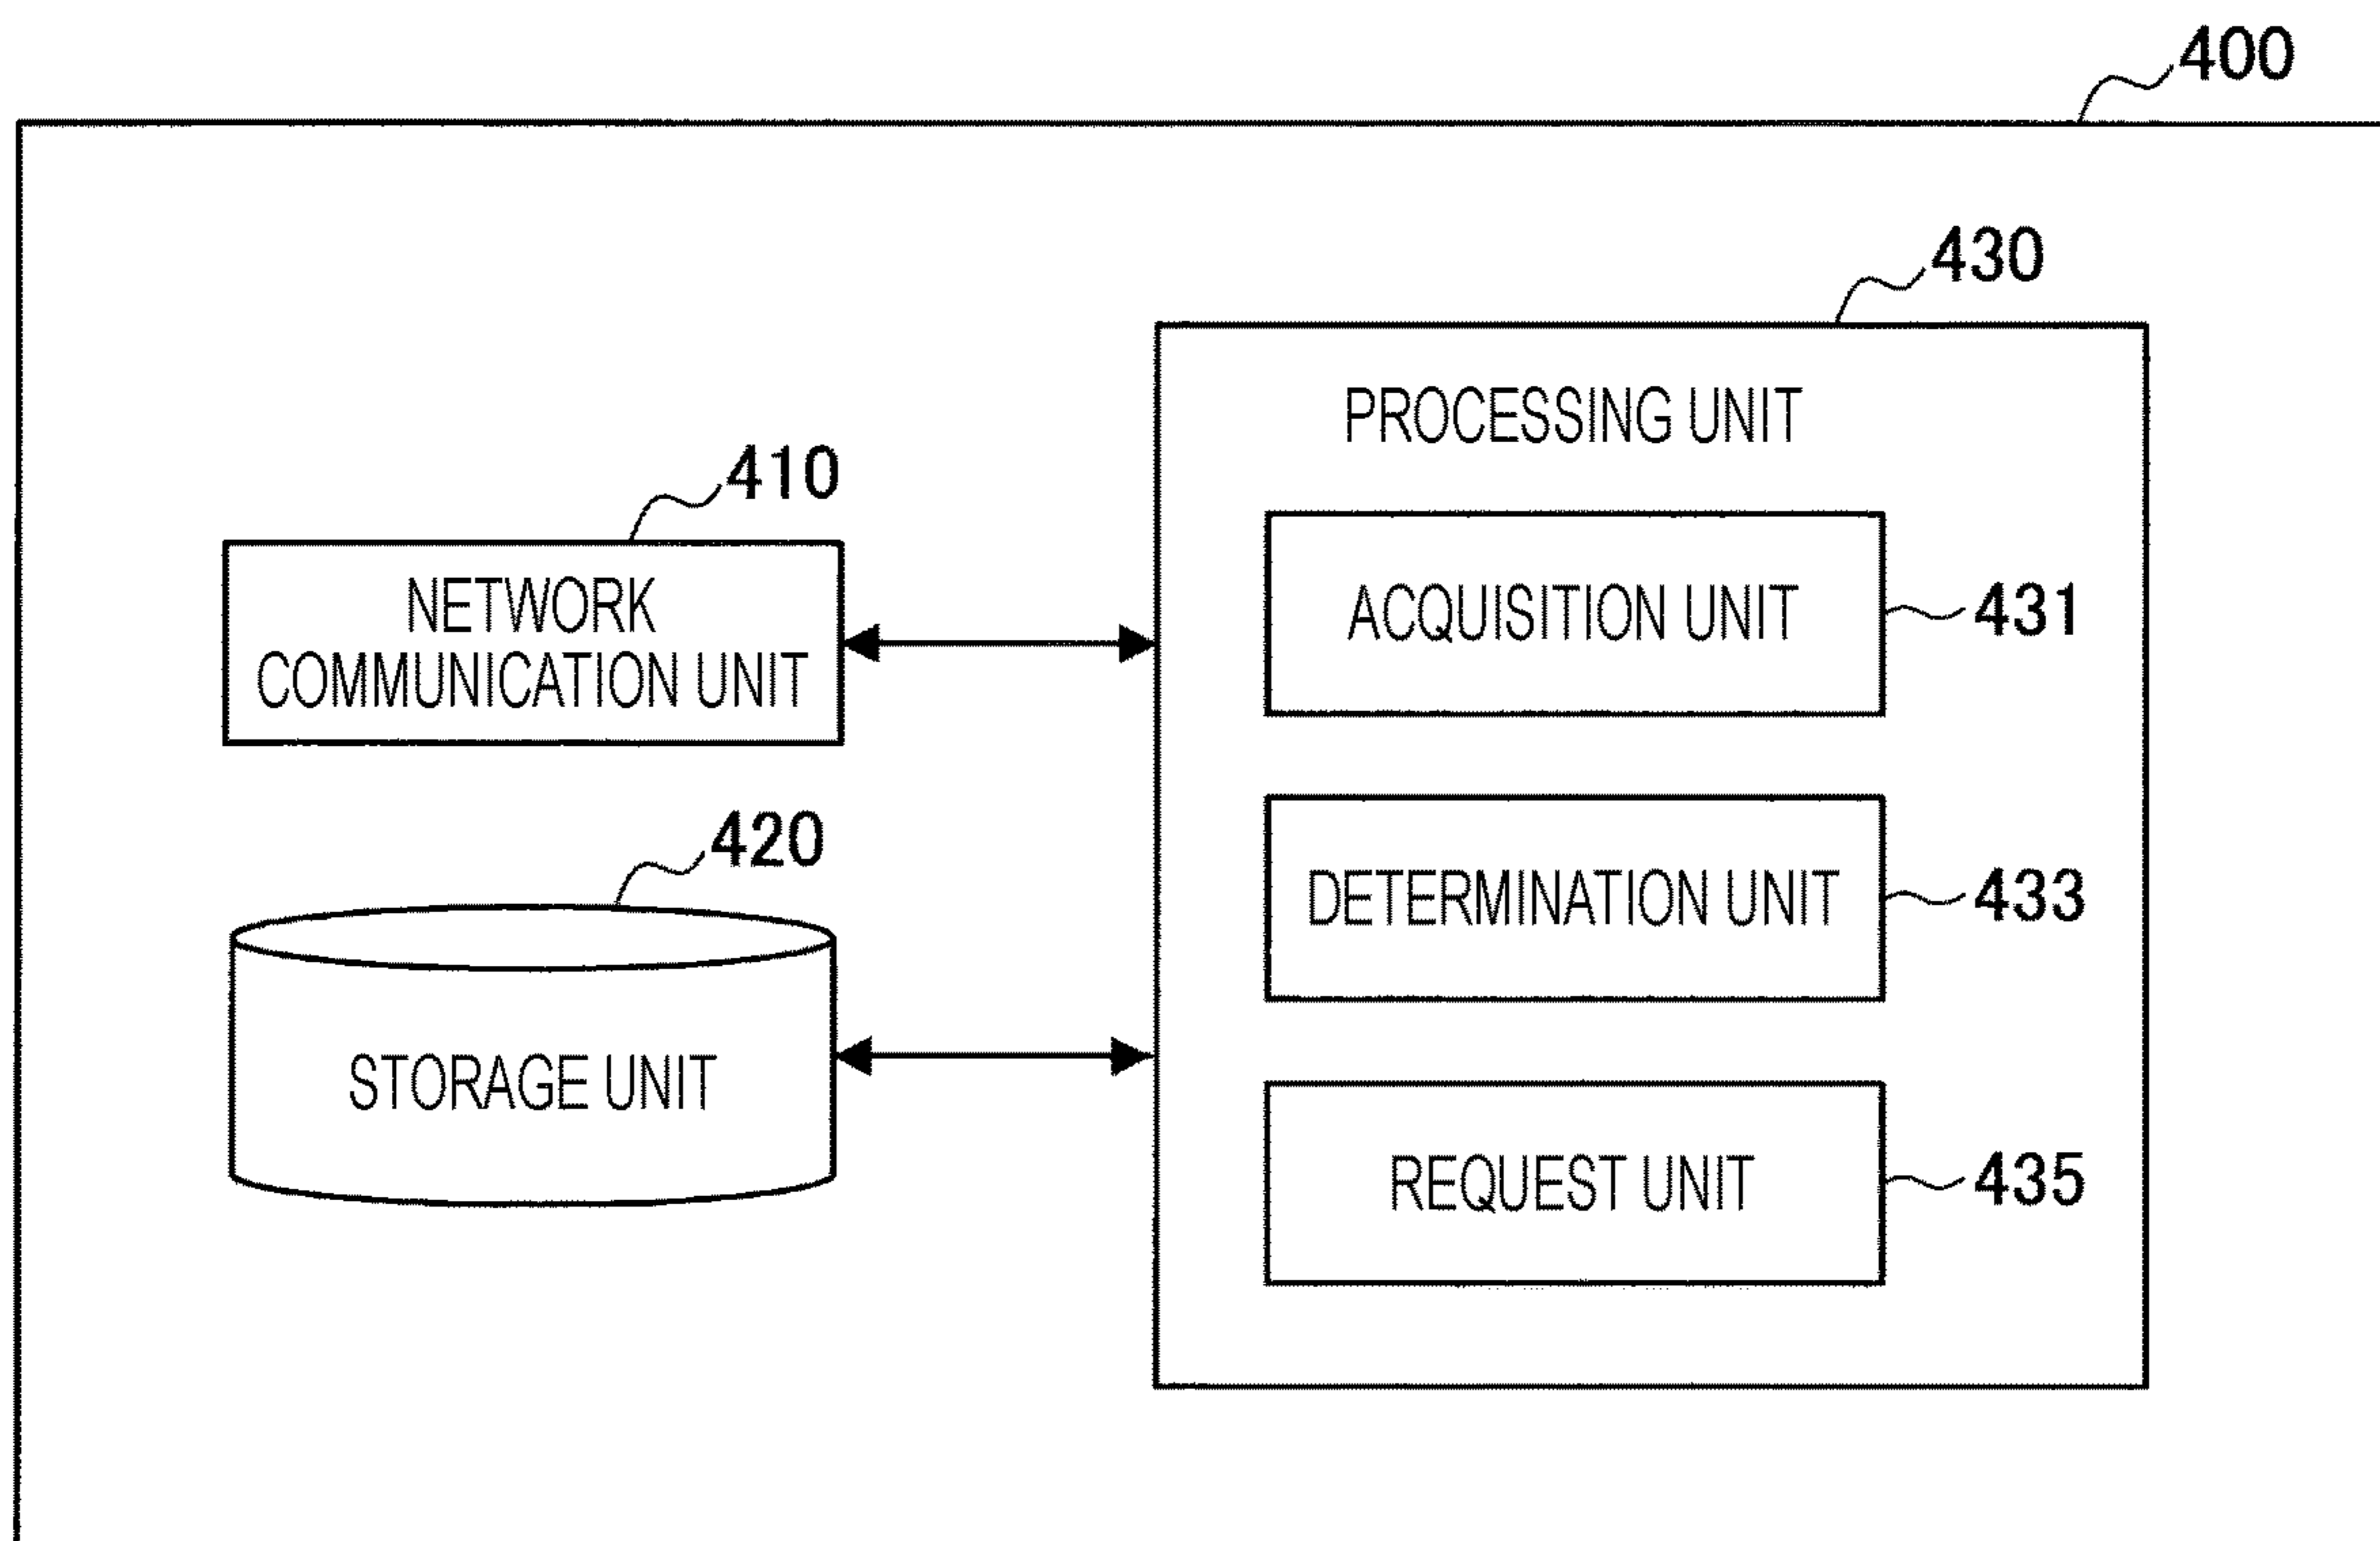 400
430
PROCESSING UNIT
410
NETWORK
COMMUNICATION UNIT
ACQUISITION UNIT
431
420
DETERMINATION UNIT
433
STORAGE UNIT
REQUEST UNIT
435